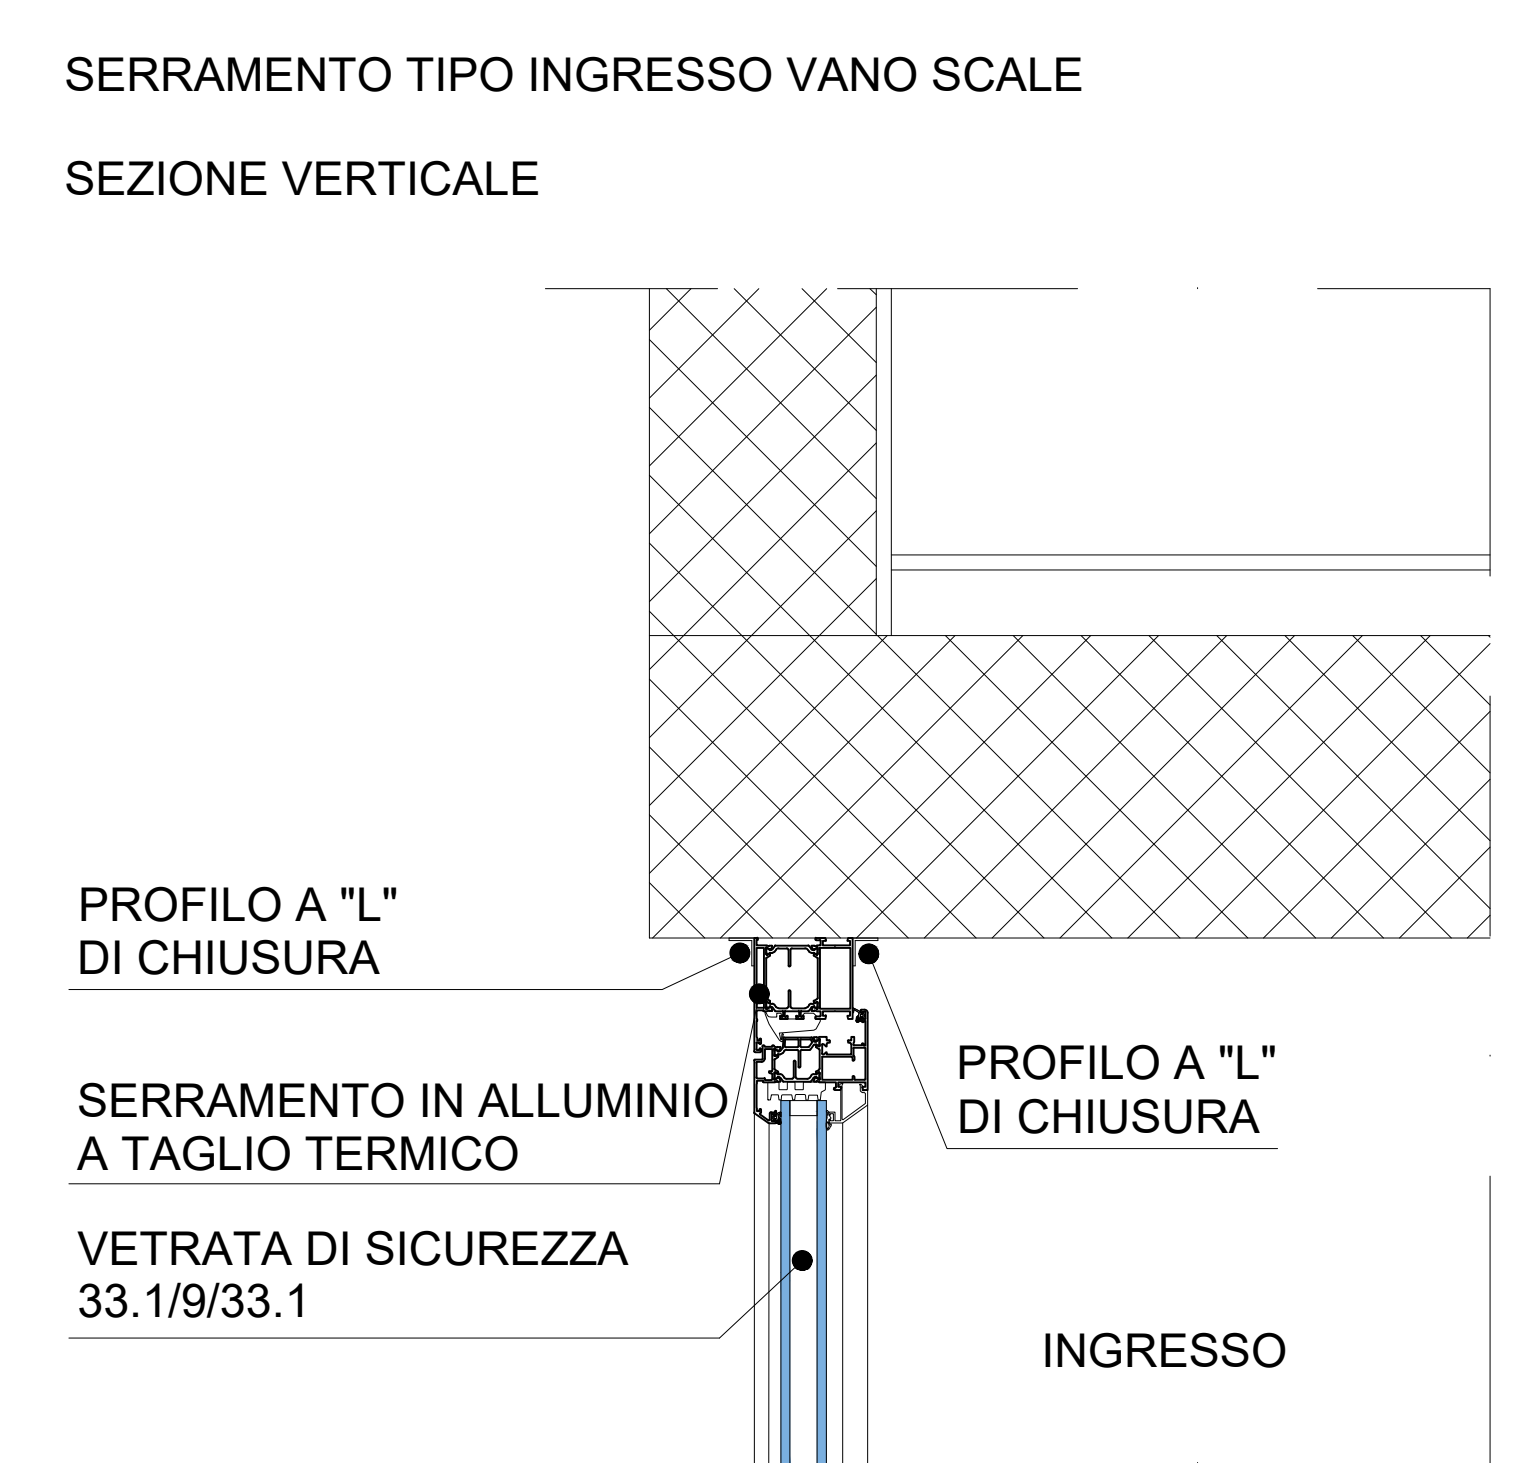 SERRAMENTO TIPO INGRESSO VANO SCALE
SEZIONE VERTICALE
PROFILO A "L"
DI CHIUSURA
PROFILO A "L"
DI CHIUSURA
SERRAMENTO IN ALLUMINIO
A TAGLIO TERMICO
VETRATA DI SICUREZZA
33.1/9/33.1
INGRESSO